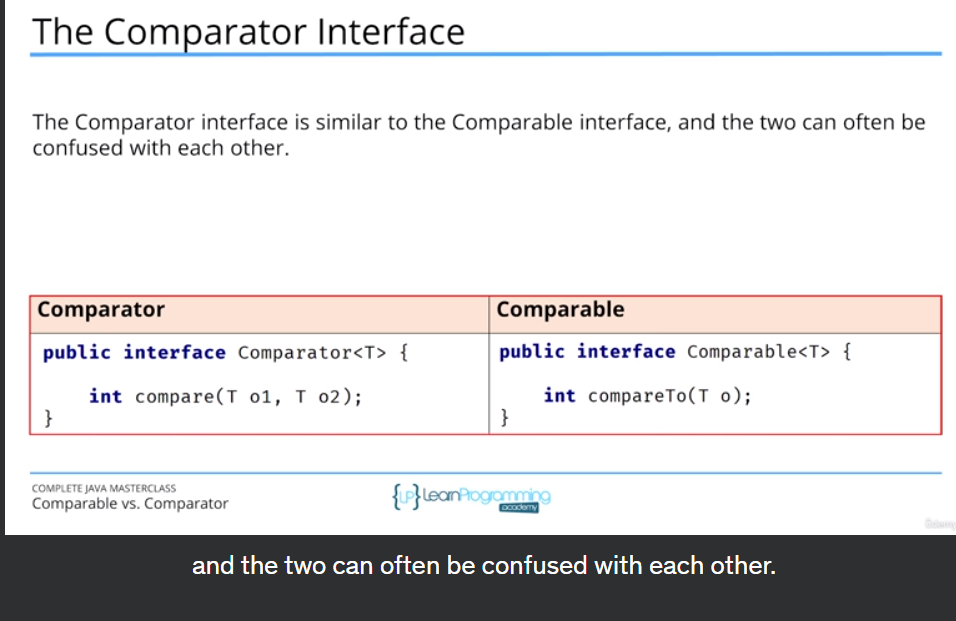 The Comparator Interface
The Comparator interface is similar to the Comparable interface, and the two can often be
confused with each other.
Comparator
Comparable
public interface Comparator<T> {
int compare(T o1, T o2);
}
public interface Comparable<T> {
int compareTo(T o);
}
COMPLETE JAVA MASTERCLASS
Comparable vs. Comparator
{LP} LearnProgramming
academy
and the two can often be confused with each other.